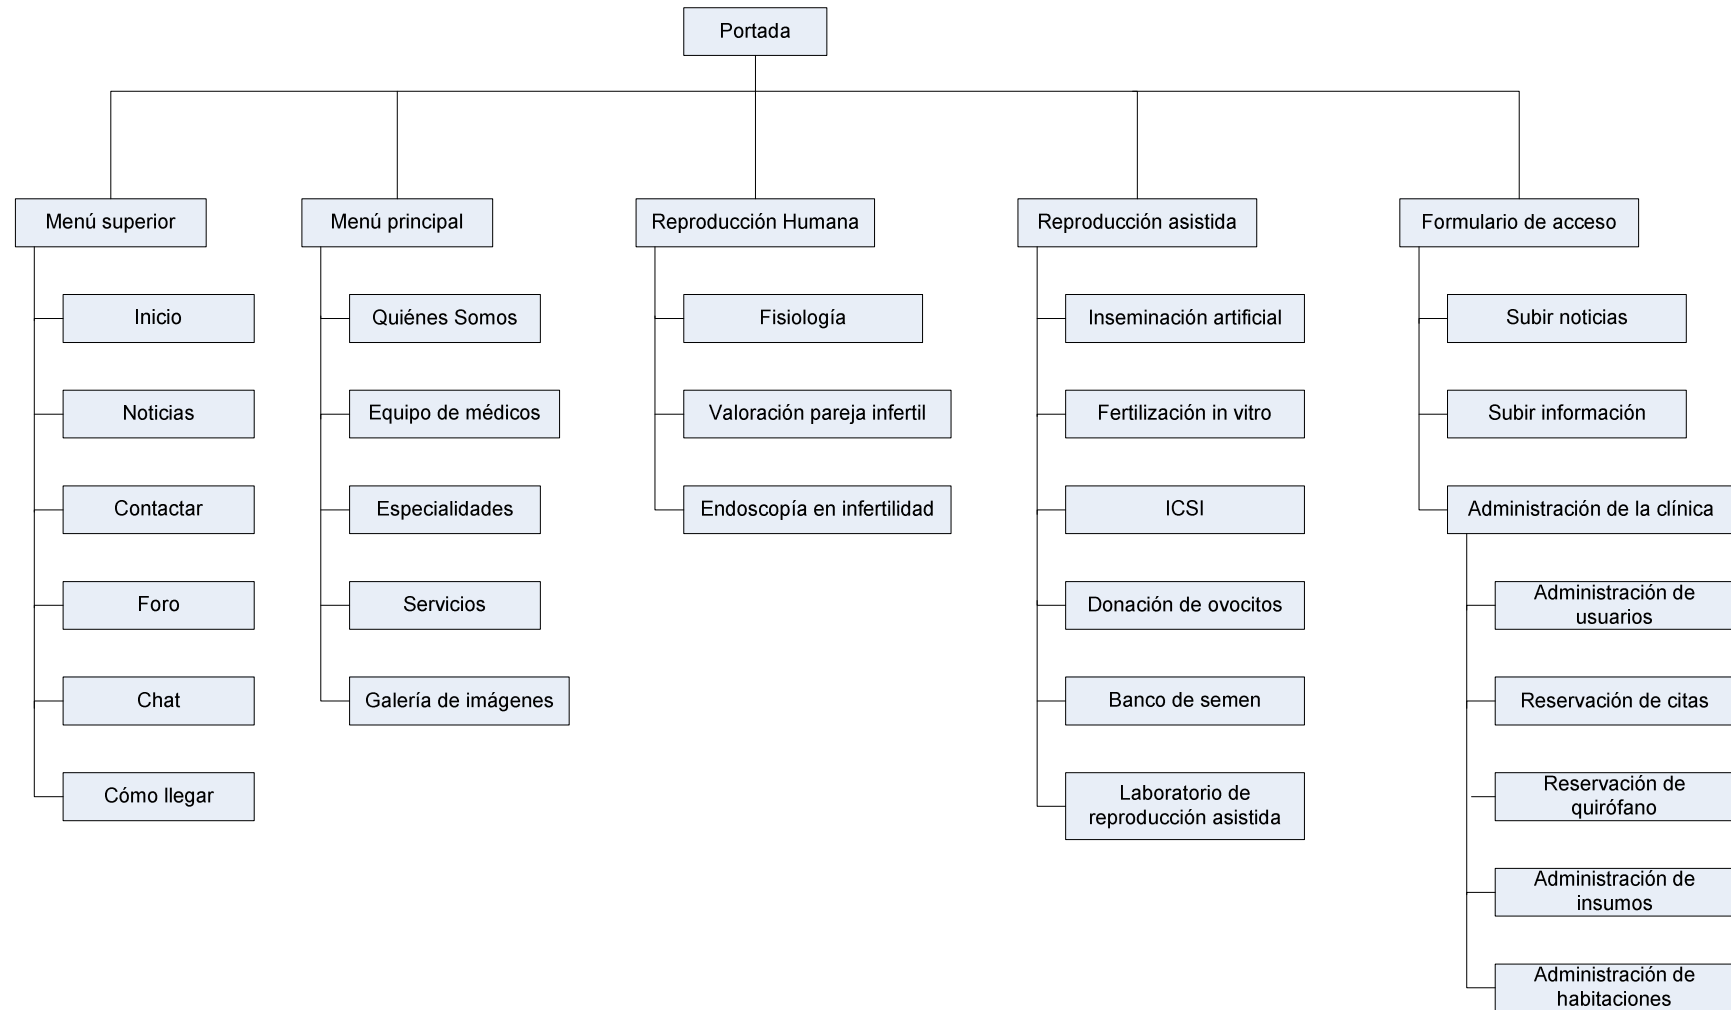 Portada
Menú superior
Inicio
Noticias
Contactar
Foro
Chat
Cómo llegar
Menú principal
Quiénes Somos
Equipo de médicos
Especialidades
Servicios
Galería de imágenes
Reproducción Humana
Fisiología
Valoración pareja infertil
Endoscopía en infertilidad
Reproducción asistida
Inseminación artificial
Fertilización in vitro
ICSI
Donación de ovocitos
Banco de semen
Laboratorio de
reproducción asistida
Formulario de acceso
Subir noticias
Subir información
Administración de la clínica
Administración de
usuarios
Reservación de citas
Reservación de
quirófano
Administración de
insumos
Administración de
habitaciones